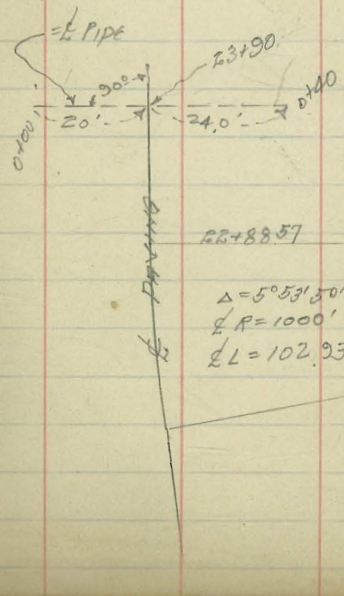 =℄ PIPE
23+90
90°
0+00
20'
24.0'
0+40
22+88.57
Δ=5°53'50"
℄ R=1000'
℄ L=102.93
℄